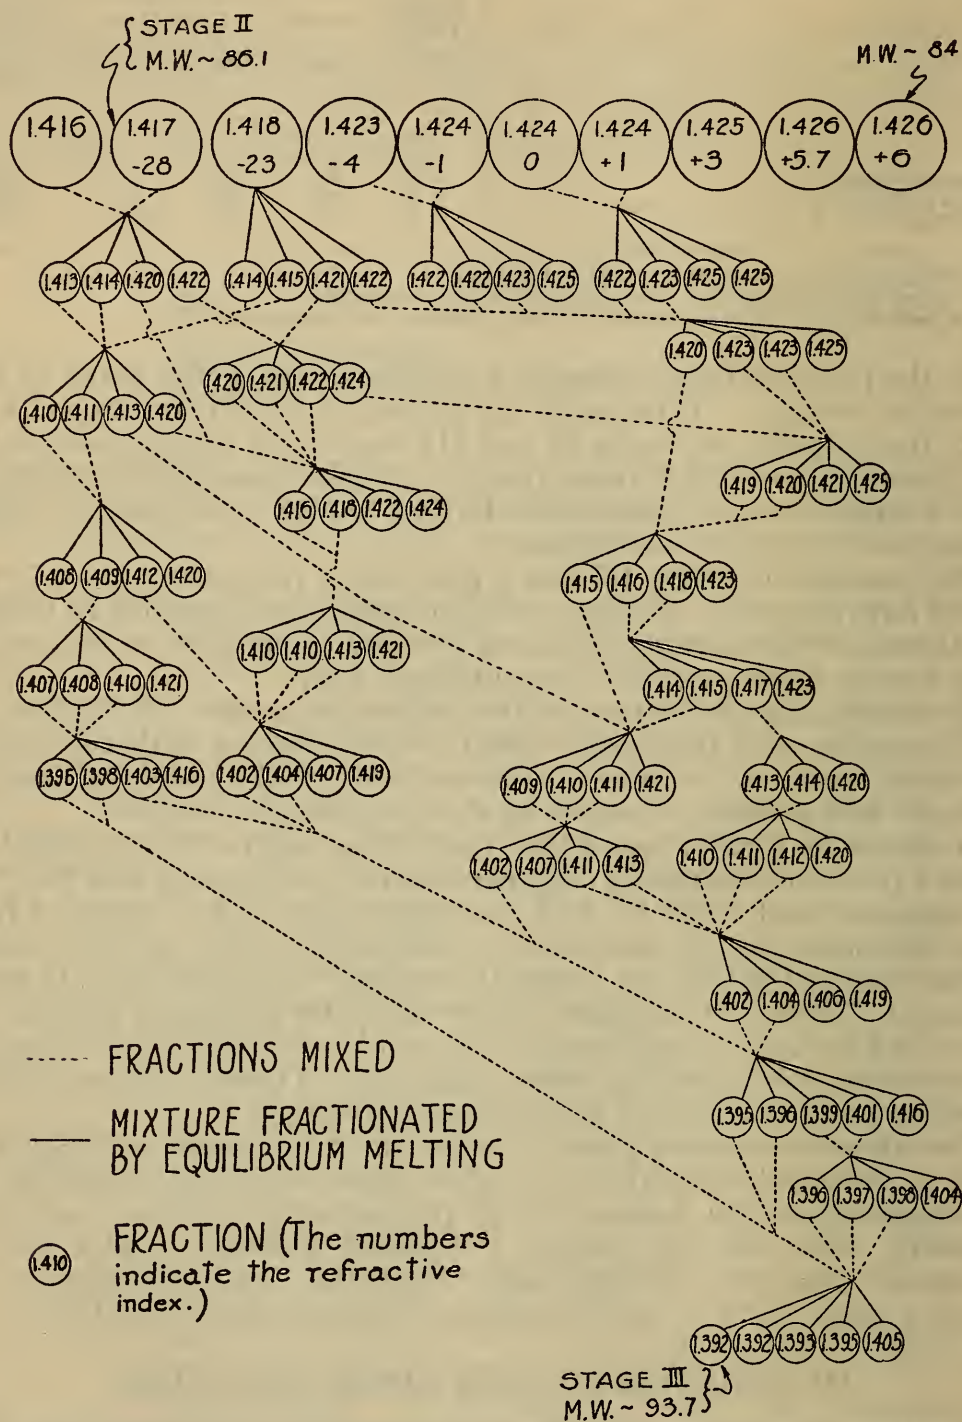 STAGE II
M.W.~ 86.1
M.W.~ 84
1.416 1.417 1.418 1.423 1.424 1.424 1.424 1.425 1.426 1.426
-28 -23 -4 -1 0 +1 +3 +5.7 +6
1.413 1.414 1.420 1.422 1.414 1.415 1.421 1.422 1.422 1.422 1.423 1.425 1.422 1.423 1.425 1.425
1.420 1.423 1.423 1.425
1.420 1.421 1.422 1.424
1.410 1.411 1.413 1.420
1.419 1.420 1.421 1.425
1.416 1.418 1.422 1.424
1.408 1.409 1.412 1.420
1.415 1.416 1.418 1.423
1.410 1.410 1.413 1.421
1.407 1.408 1.410 1.421
1.414 1.415 1.417 1.423
1.396 1.398 1.403 1.416 1.402 1.404 1.407 1.419
1.409 1.410 1.411 1.421 1.413 1.414 1.420
1.402 1.407 1.411 1.413 1.410 1.411 1.412 1.420
1.402 1.404 1.406 1.419
FRACTIONS MIXED
1.395 1.396 1.399 1.401 1.416
MIXTURE FRACTIONATED
BY EQUILIBRIUM MELTING
1.396 1.397 1.398 1.404
1.410
FRACTION (The numbers
indicate the refractive
index.)
1.392 1.392 1.393 1.395 1.405
STAGE III
M.W.~ 93.7